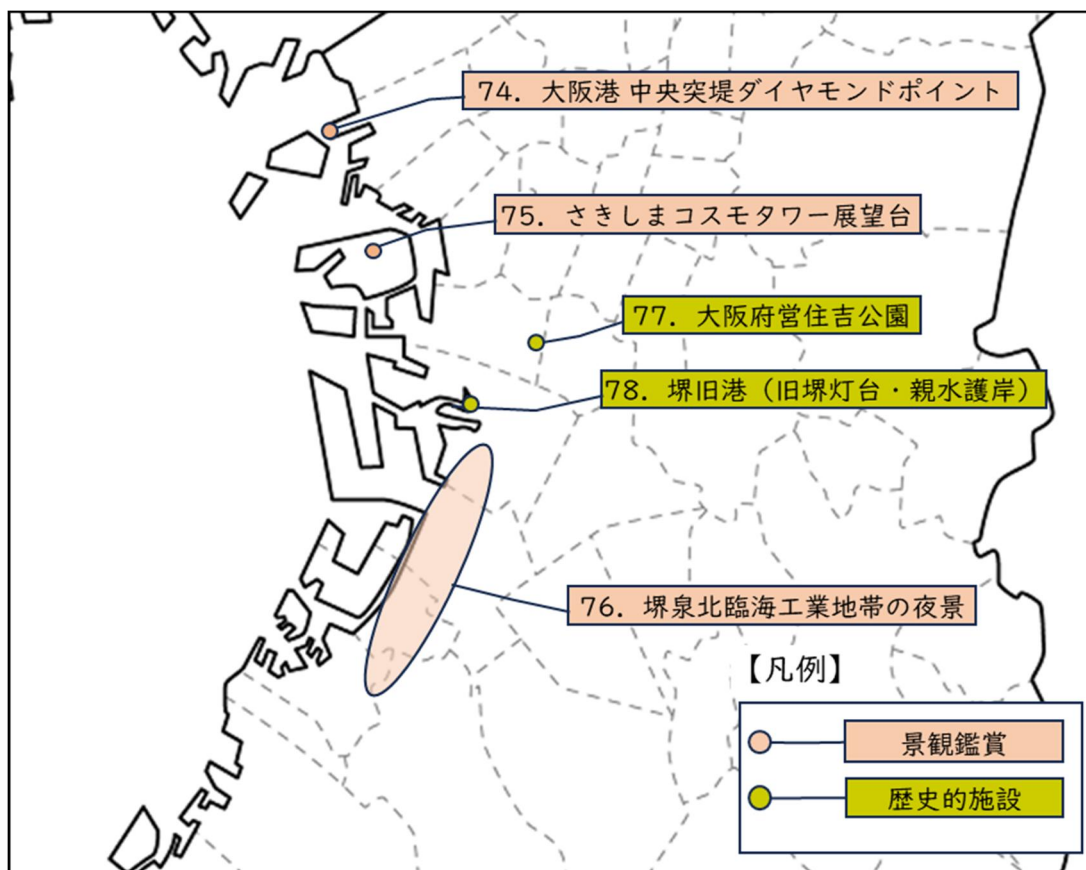 74．大阪港 中央突堤ダイヤモンドポイント
75．さきしまコスモタワー展望台
77．大阪府営住吉公園
78．堺旧港（旧堺灯台・親水護岸）
76．堺泉北臨海工業地帯の夜景
【凡例】
景観鑑賞
歴史的施設